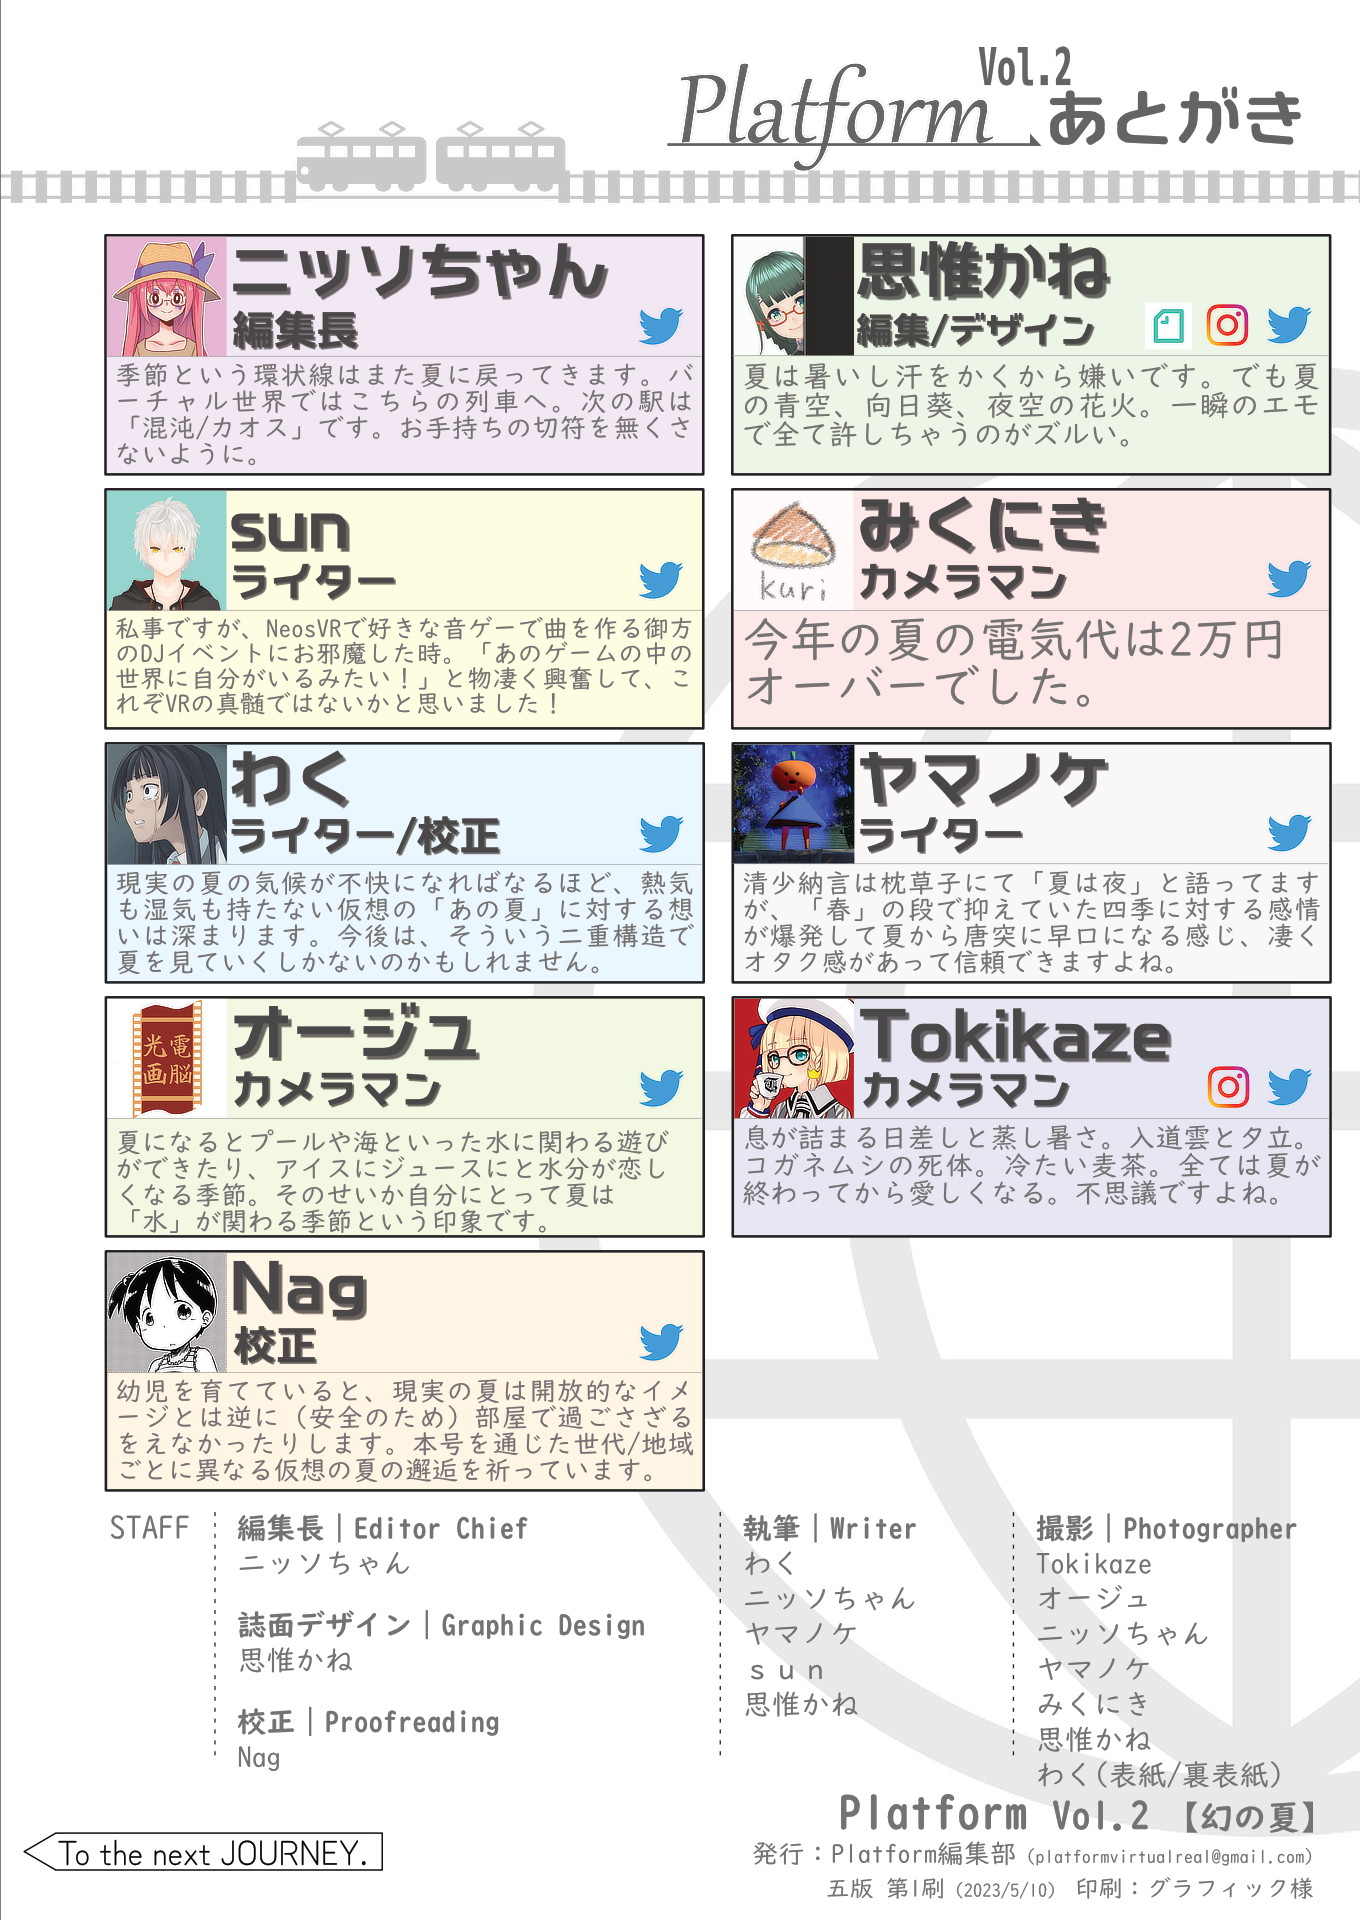 Platform Vol.2 あとがき
ニッソちゃん
編集長
季節という環状線はまた夏に戻ってきます。バ
ーチャル世界ではこちらの列車へ。次の駅は
「混沌/カオス」です。お手持ちの切符を無くさ
ないように。
思惟かね
編集/デザイン
夏は暑いし汗をかくから嫌いです。でも夏
の青空、向日葵、夜空の花火。一瞬のエモ
で全て許しちゃうのがズルい。
sun
ライター
私事ですが、NeosVRで好きな音ゲーで曲を作る御方
のDJイベントにお邪魔した時。「あのゲームの中の
世界に自分がいるみたい！」と物凄く興奮して、こ
れぞVRの真髄ではないかと思いました！
kuri
みくにき
カメラマン
今年の夏の電気代は2万円
オーバーでした。
わく
ライター/校正
現実の夏の気候が不快になればなるほど、熱気
も湿気も持たない仮想の「あの夏」に対する想
いは深まります。今後は、そういう二重構造で
夏を見ていくしかないのかもしれません。
ヤマノケ
ライター
清少納言は枕草子にて「夏は夜」と語ってます
が、「春」の段で抑えていた四季に対する感情
が爆発して夏から唐突に早口になる感じ、凄く
オタク感があって信頼できますよね。
電脳
光画
オージュ
カメラマン
夏になるとプールや海といった水に関わる遊び
ができたり、アイスにジュースにと水分が恋し
くなる季節。そのせいか自分にとって夏は
「水」が関わる季節という印象です。
Tokikaze
カメラマン
息が詰まる日差しと蒸し暑さ。入道雲と夕立。
コガネムシの死体。冷たい麦茶。全ては夏が
終わってから愛しくなる。不思議ですよね。
Nag
校正
幼児を育てていると、現実の夏は開放的なイメ
ージとは逆に（安全のため）部屋で過ごさざる
をえなかったりします。本号を通じた世代/地域
ごとに異なる仮想の夏の邂逅を祈っています。
STAFF
編集長｜Editor Chief
ニッソちゃん
誌面デザイン｜Graphic Design
思惟かね
校正｜Proofreading
Nag
執筆｜Writer
わく
ニッソちゃん
ヤマノケ
ｓｕｎ
思惟かね
撮影｜Photographer
Tokikaze
オージュ
ニッソちゃん
ヤマノケ
みくにき
思惟かね
わく(表紙/裏表紙)
Platform Vol.2 【幻の夏】
発行：Platform編集部（platformvirtualreal@gmail.com）
五版 第1刷（2023/5/10） 印刷：グラフィック様
To the next JOURNEY.